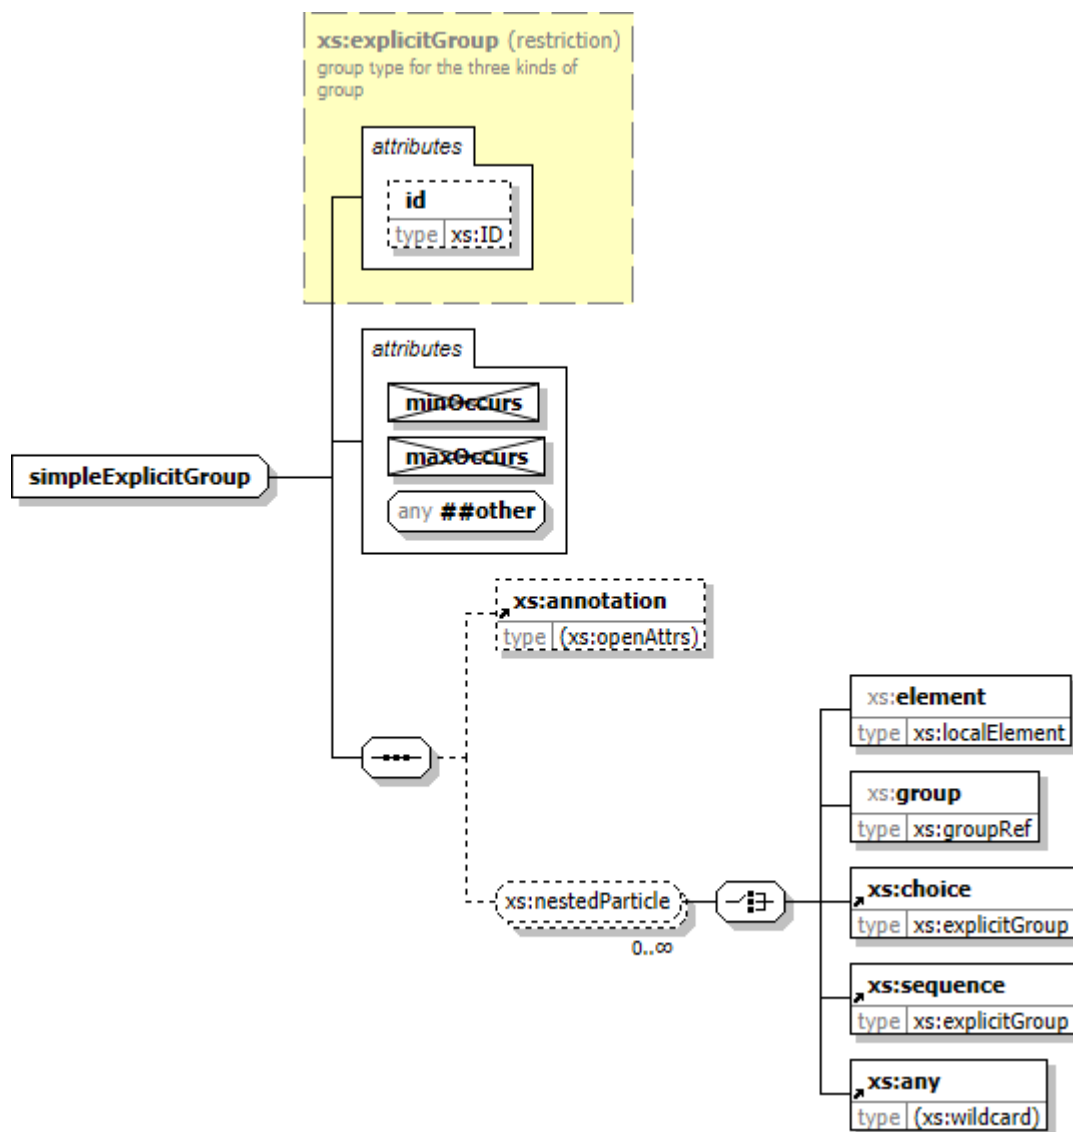 xs:explicitGroup (restriction)
group type for the three kinds of
group
attributes
id
type xs:ID
attributes
minOccurs
maxOccurs
any ##other
simpleExplicitGroup
xs:annotation
type (xs:openAttrs)
xs:element
type xs:localElement
xs:group
type xs:groupRef
xs:nestedParticle
0..∞
xs:choice
type xs:explicitGroup
xs:sequence
type xs:explicitGroup
xs:any
type (xs:wildcard)